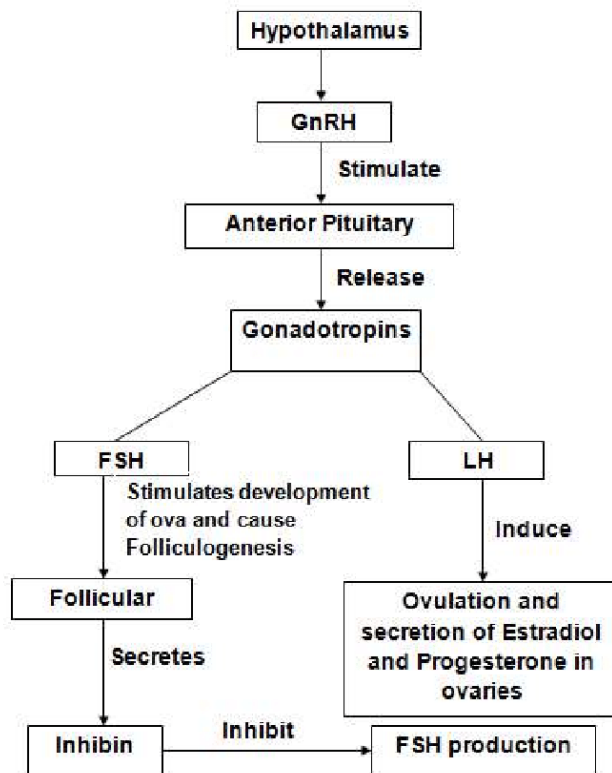 Hypothalamus
GnRH
Stimulate
Anterior Pituitary
Release
Gonadotropins
FSH
LH
Stimulates development
of ova and cause
Folliculogenesis
Induce
Follicular
Ovulation and
secretion of Estradiol
and Progesterone in
ovaries
Secretes
Inhibin
Inhibit
FSH production